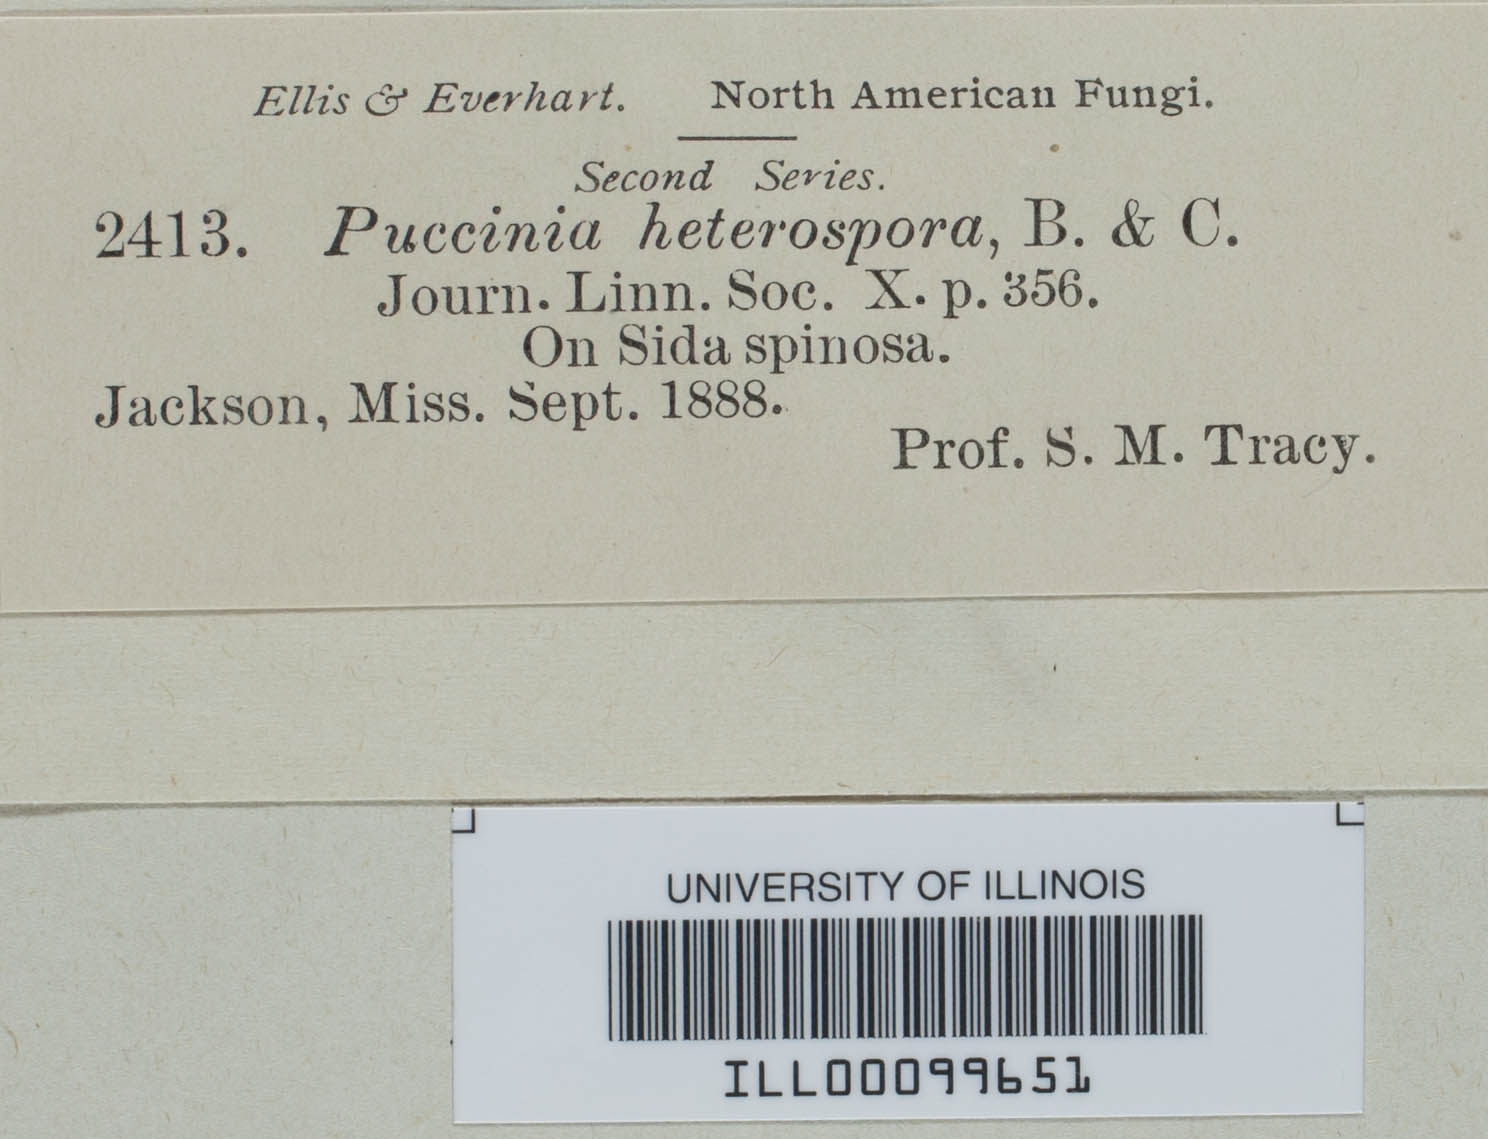 Ellis & Everhart. North American Fungi.
Second Series.
2413. Puccinia heterospora, B. & C.
Journ. Linn. Soc. X. p. 356.
On Sida spinosa.
Jackson, Miss. Sept. 1888.
Prof. S. M. Tracy.
UNIVERSITY OF ILLINOIS
ILL00099651